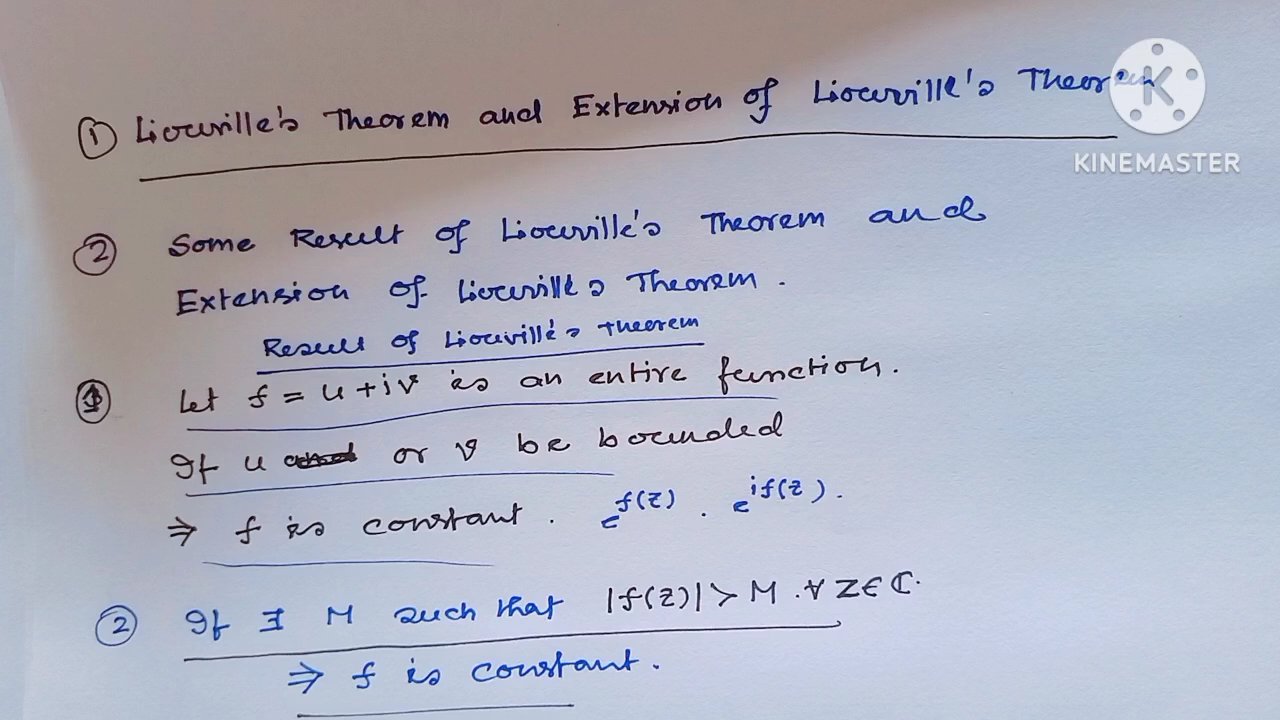 ① Liouville's Theorem and Extension of Liouville's Theorem
KINEMASTER
② Some Result of Liouville's Theorem and
Extension of Liouville's Theorem.
Result of Liouville's theorem
① Let f = u + iv is an entire function.
If u or v be bounded
⇒ f is constant. e^{f(z)}. e^{if(z)}.
② If ∃ M such that |f(z)| > M. ∀ z ∈ ℂ.
⇒ f is constant.